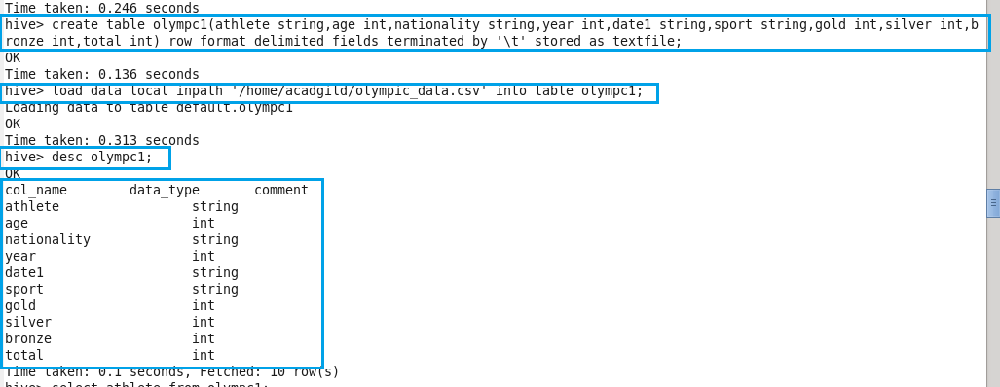 Time taken: 0.246 seconds
hive> create table olympc1(athlete string,age int,nationality string,year int,date1 string,sport string,gold int,silver int,b
ronze int,total int) row format delimited fields terminated by '\t' stored as textfile;
OK
Time taken: 0.136 seconds
hive> load data local inpath '/home/acadgild/olympic_data.csv' into table olympc1;
Loading data to table default.olympc1
OK
Time taken: 0.313 seconds
hive> desc olympc1;
OK
col_name data_type comment
athlete string
age int
nationality string
year int
date1 string
sport string
gold int
silver int
bronze int
total int
Time taken: 0.1 seconds, Fetched: 10 row(s)
hive> select athlete from olympc1;